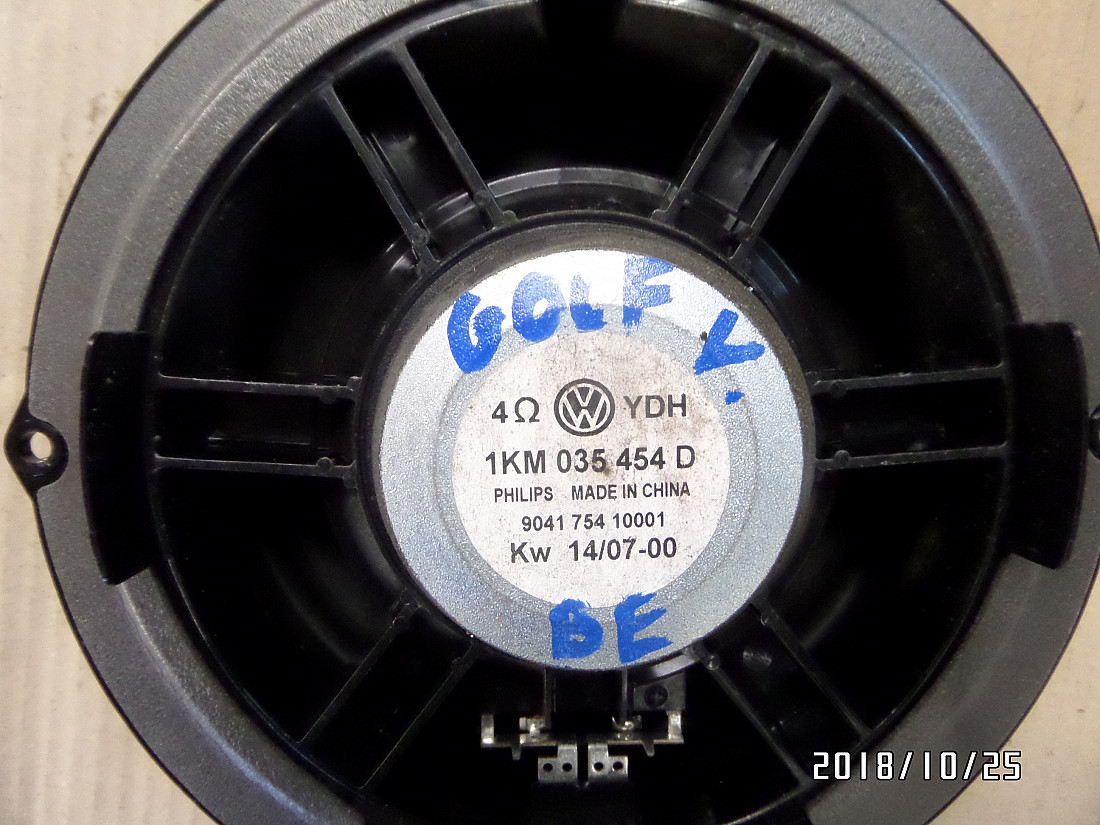 GOLF V.
4Ω VW YDH
1KM 035 454 D
PHILIPS MADE IN CHINA
9041 754 10001
Kw 14/07-00
BE
2018/10/25